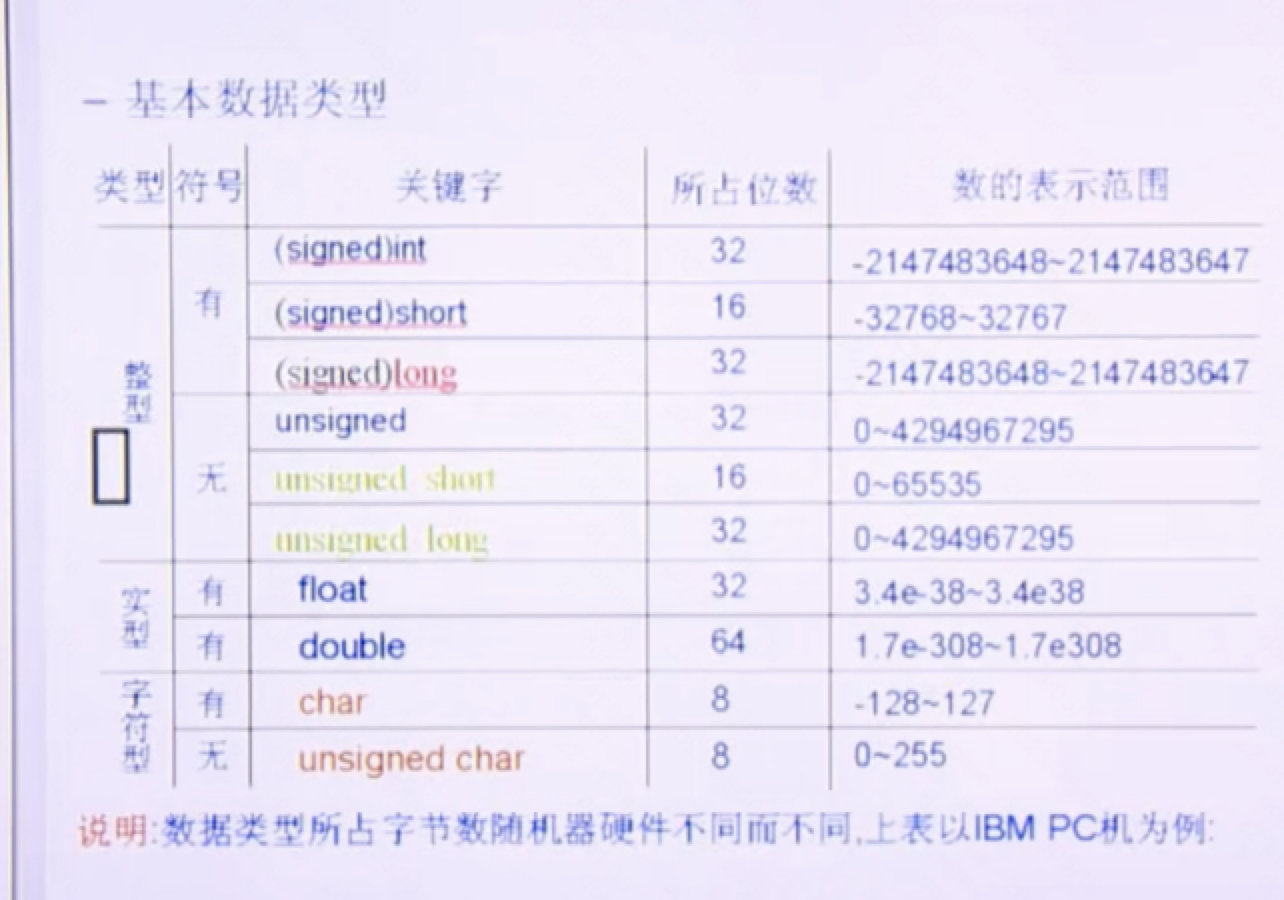 – 基本数据类型
类型 符号 关键字 所占位数 数的表示范围
整型 有 (signed)int 32 -2147483648~2147483647
(signed)short 16 -32768~32767
(signed)long 32 -2147483648~2147483647
无 unsigned 32 0~4294967295
unsigned short 16 0~65535
unsigned long 32 0~4294967295
实型 有 float 32 3.4e-38~3.4e38
有 double 64 1.7e-308~1.7e308
字符型 有 char 8 -128~127
无 unsigned char 8 0~255
说明:数据类型所占字节数随机器硬件不同而不同,上表以IBM PC机为例: